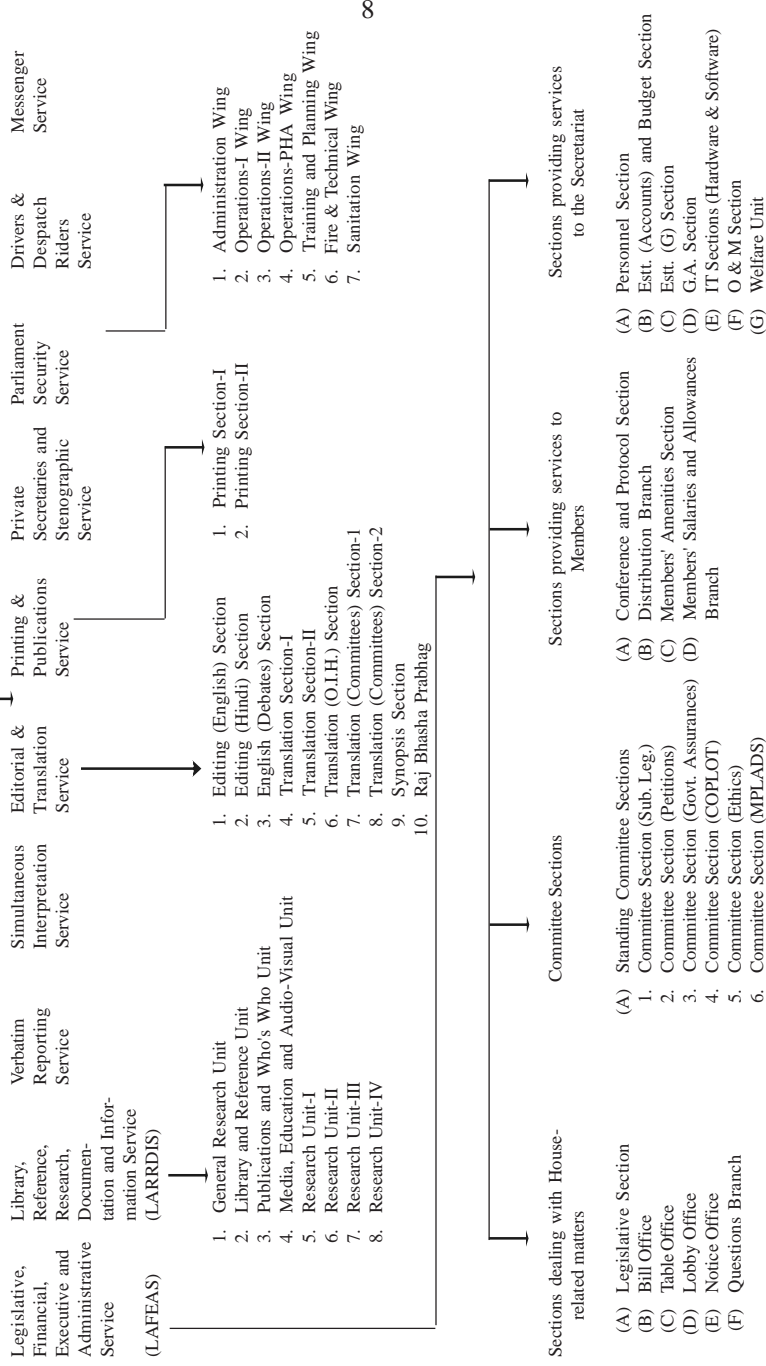 8
Legislative,
Financial,
Executive and
Administrative
Service
(LAFEAS)
Library,
Reference,
Research,
Documen-
tation and Infor-
mation Service
(LARRDIS)
Verbatim
Reporting
Service
Simultaneous
Interpretation
Service
Editorial &
Translation
Service
Printing &
Publications
Service
Private
Secretaries and
Stenographic
Service
Parliament
Security
Service
Drivers &
Despatch
Riders
Service
Messenger
Service
1. General Research Unit
2. Library and Reference Unit
3. Publications and Who's Who Unit
4. Media, Education and Audio-Visual Unit
5. Research Unit-I
6. Research Unit-II
7. Research Unit-III
8. Research Unit-IV
1. Editing (English) Section
2. Editing (Hindi) Section
3. English (Debates) Section
4. Translation Section-I
5. Translation Section-II
6. Translation (O.I.H.) Section
7. Translation (Committees) Section-1
8. Translation (Committees) Section-2
9. Synopsis Section
10. Raj Bhasha Prabhag
1. Printing Section-I
2. Printing Section-II
1. Administration Wing
2. Operations-I Wing
3. Operations-II Wing
4. Operations-PHA Wing
5. Training and Planning Wing
6. Fire & Technical Wing
7. Sanitation Wing
Sections dealing with House-
related matters
(A) Legislative Section
(B) Bill Office
(C) Table Office
(D) Lobby Office
(E) Notice Office
(F) Questions Branch
Committee Sections
(A) Standing Committee Sections
1. Committee Section (Sub. Leg.)
2. Committee Section (Petitions)
3. Committee Section (Govt. Assurances)
4. Committee Section (COPLOT)
5. Committee Section (Ethics)
6. Committee Section (MPLADS)
Sections providing services to
Members
(A) Conference and Protocol Section
(B) Distribution Branch
(C) Members' Amenities Section
(D) Members' Salaries and Allowances
Branch
Sections providing services
to the Secretariat
(A) Personnel Section
(B) Estt. (Accounts) and Budget Section
(C) Estt. (G) Section
(D) G.A. Section
(E) IT Sections (Hardware & Software)
(F) O & M Section
(G) Welfare Unit